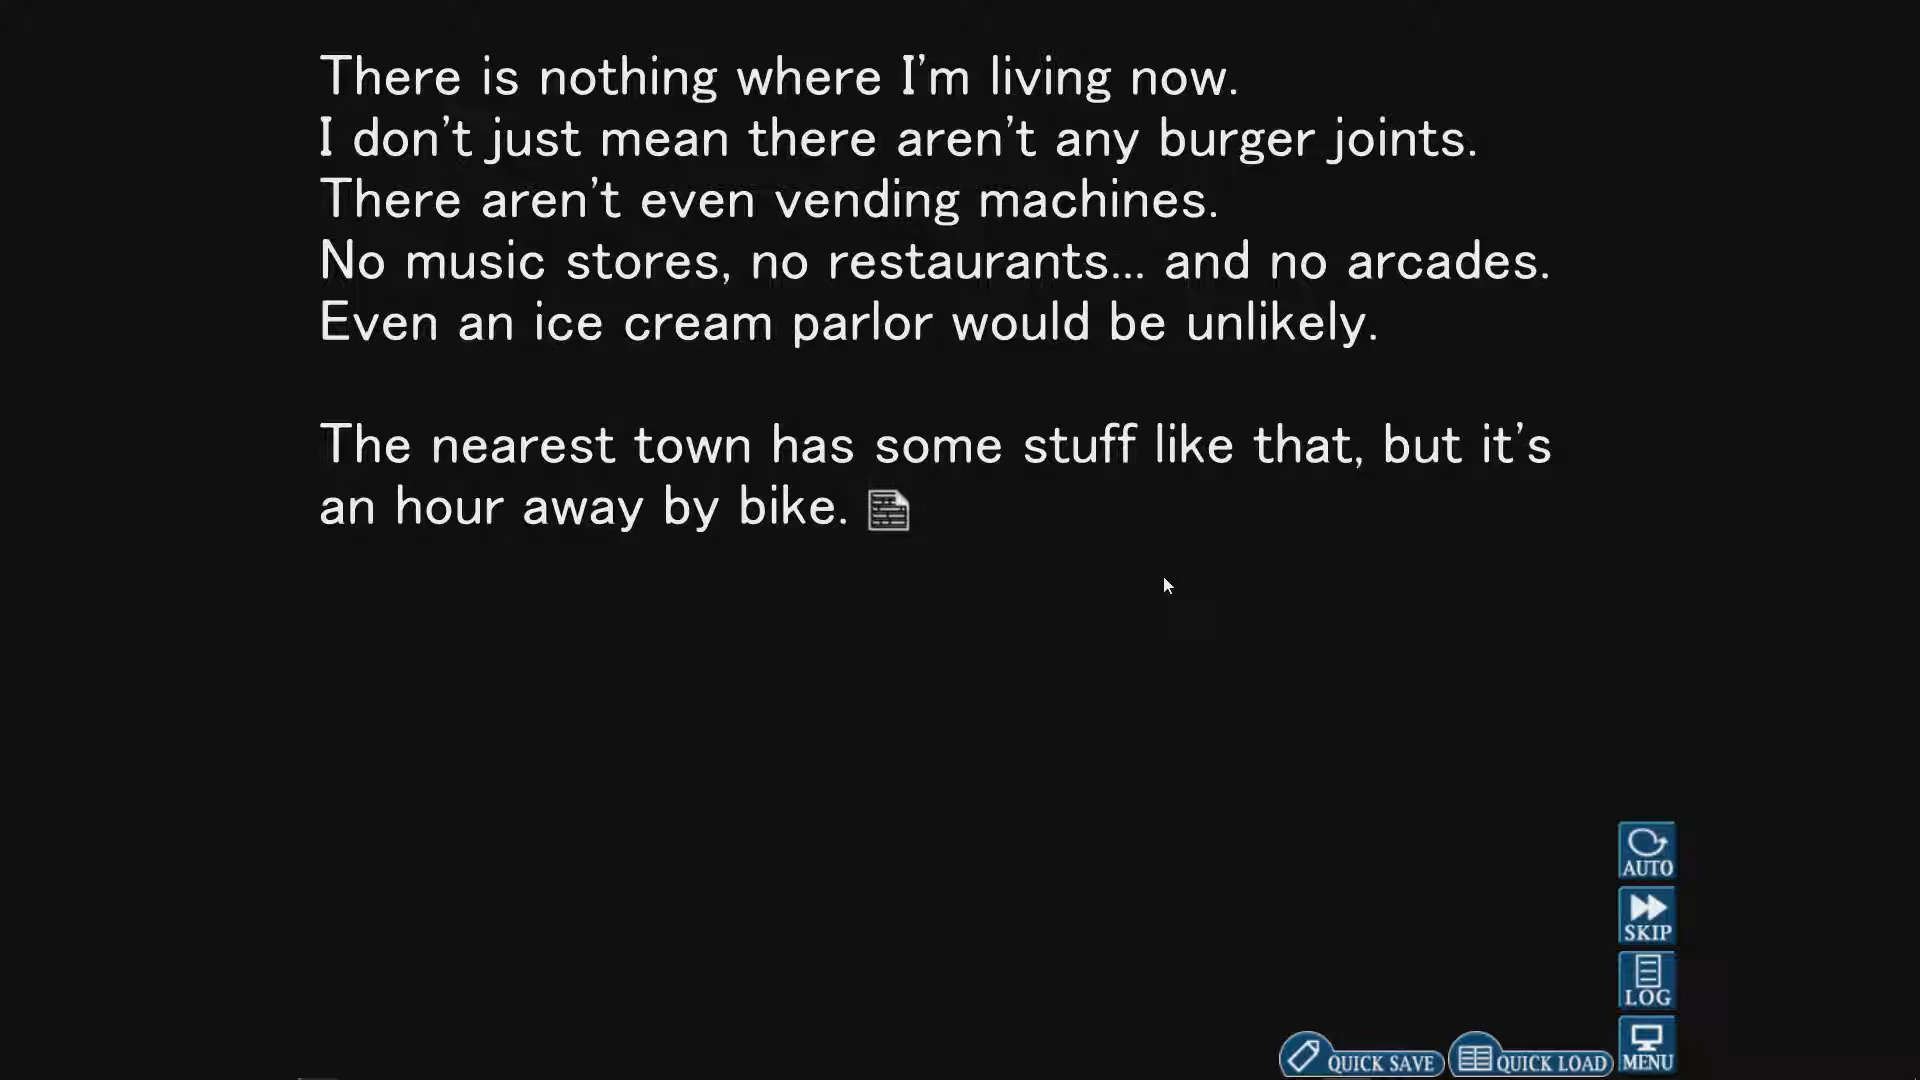 There is nothing where I'm living now.
I don't just mean there aren't any burger joints.
There aren't even vending machines.
No music stores, no restaurants... and no arcades.
Even an ice cream parlor would be unlikely.
The nearest town has some stuff like that, but it's
an hour away by bike.
AUTO
SKIP
LOG
MENU
QUICK SAVE
QUICK LOAD